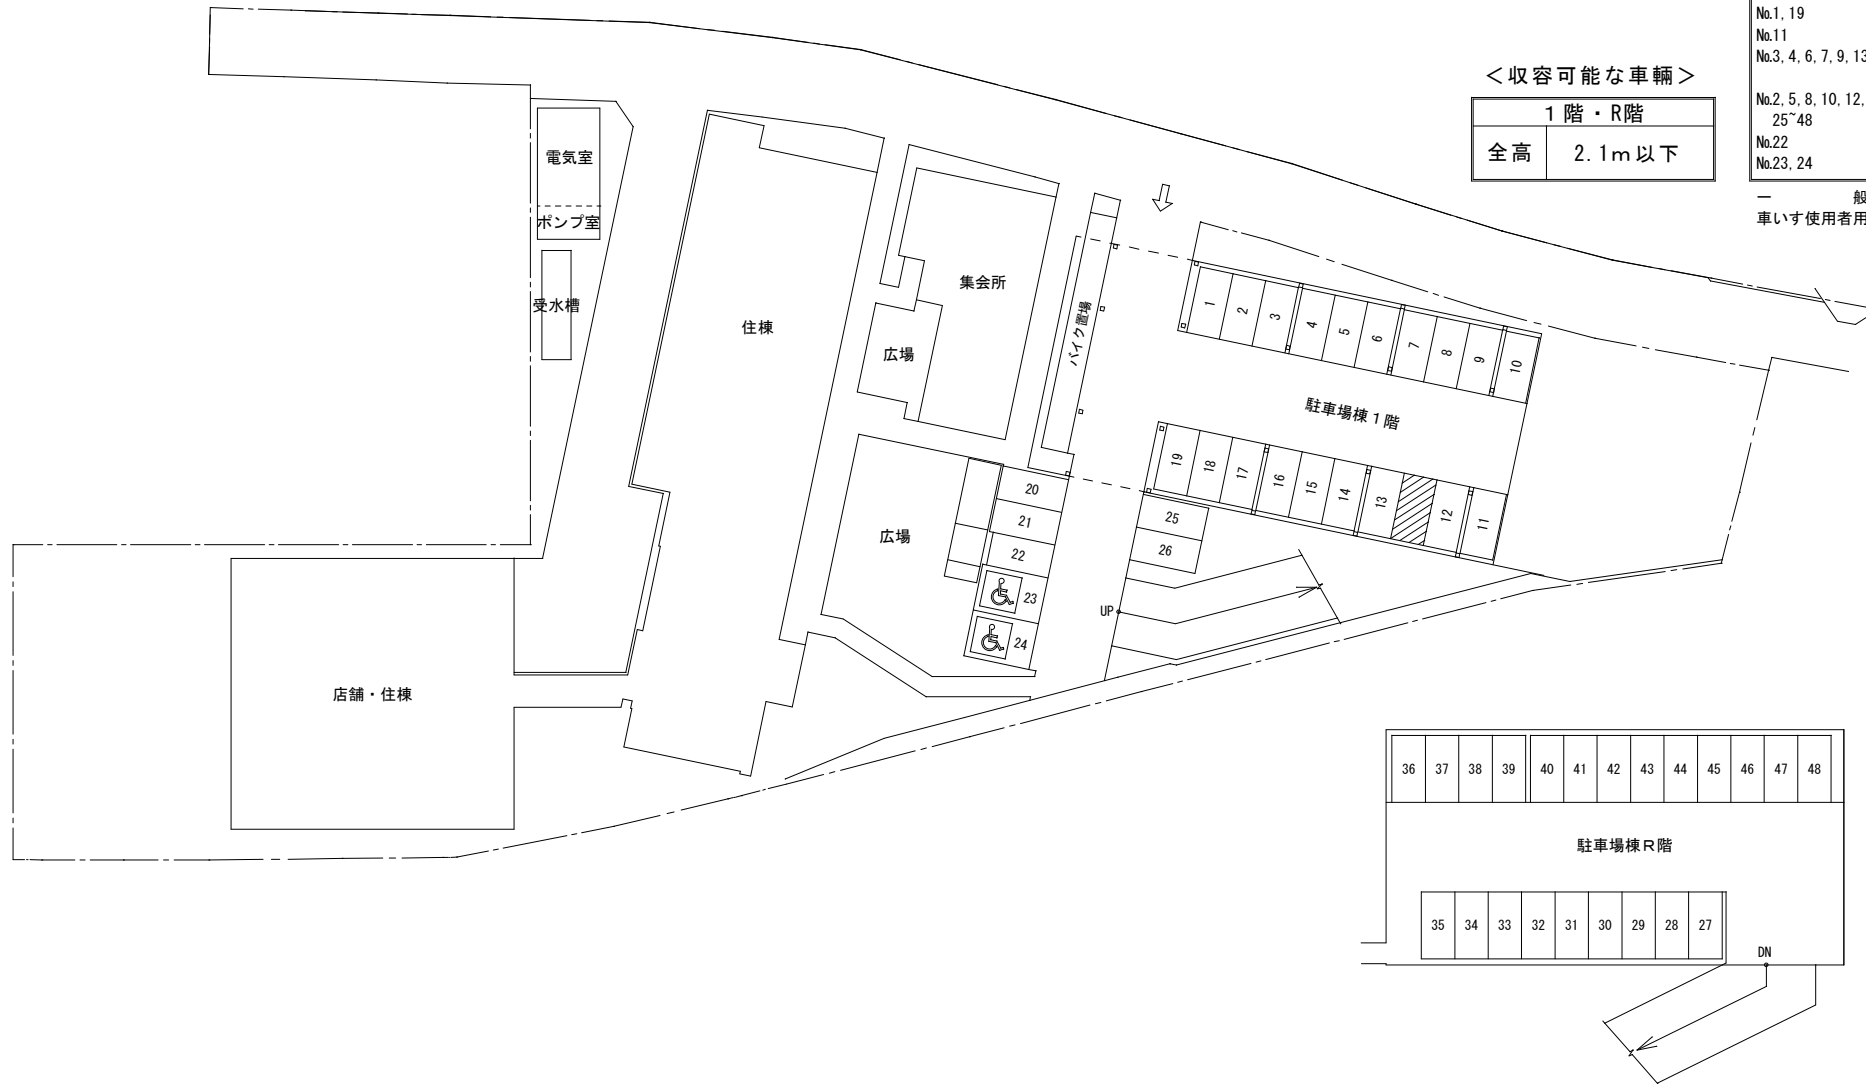 No.1, 19
No.11
No.3, 4, 6, 7, 9, 13
No.2, 5, 8, 10, 12,
25~48
No.22
No.23, 24
一 般
車いす使用者用
＜収容可能な車輛＞
1階・R階
全高 2.1m以下
電気室
ポンプ室
受水槽
住棟
集会所
広場
バイク置場
1 2 3 4 5 6 7 8 9 10
駐車場棟1階
19 18 17 16 15 14 13 12 11
広場
20
21
22
23
24
25
26
UP
店舗・住棟
36 37 38 39 40 41 42 43 44 45 46 47 48
駐車場棟R階
35 34 33 32 31 30 29 28 27
DN